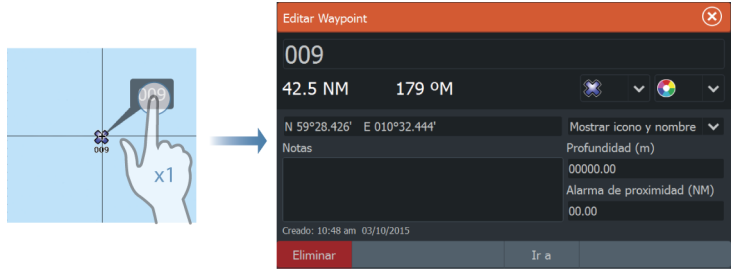 009
009
x1
Editar Waypoint
009
42.5 NM 179 ºM
N 59°28.426' E 010°32.444' Mostrar icono y nombre
Notas Profundidad (m)
00000.00
Alarma de proximidad (NM)
00.00
Creado: 10:48 am 03/10/2015
Eliminar Ir a